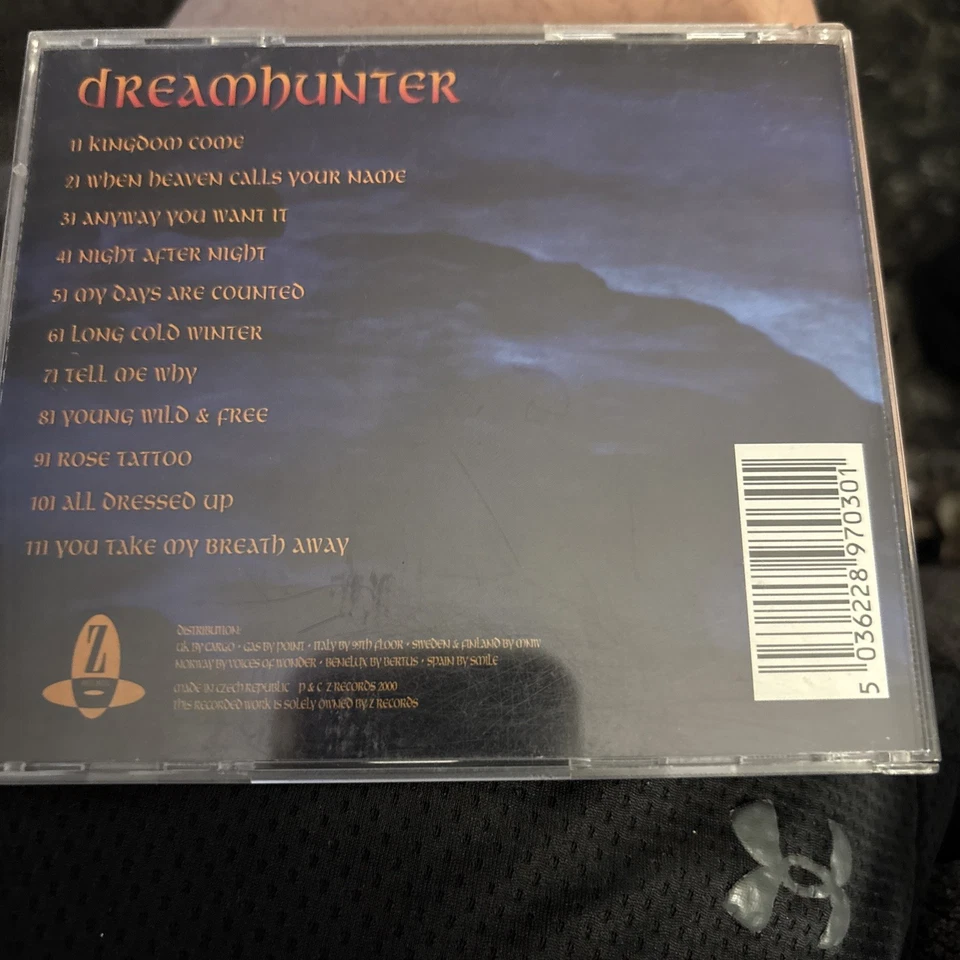 dreamhunter
1| kingdom come
2| when heaven calls your name
3| anyway you want it
4| night after night
5| my days are counted
6| long cold winter
7| tell me why
8| young wild & free
9| rose tattoo
10| all dressed up
11| you take my breath away
Z
distribution:
uk by cargo · gas by point · italy by 99th floor · sweden & finland by mnw
norway by voices of wonder · benelux by bertus · spain by smile
made in czech republic p & c z records 2000
this recorded work is solely owned by z records
5 036228 970301